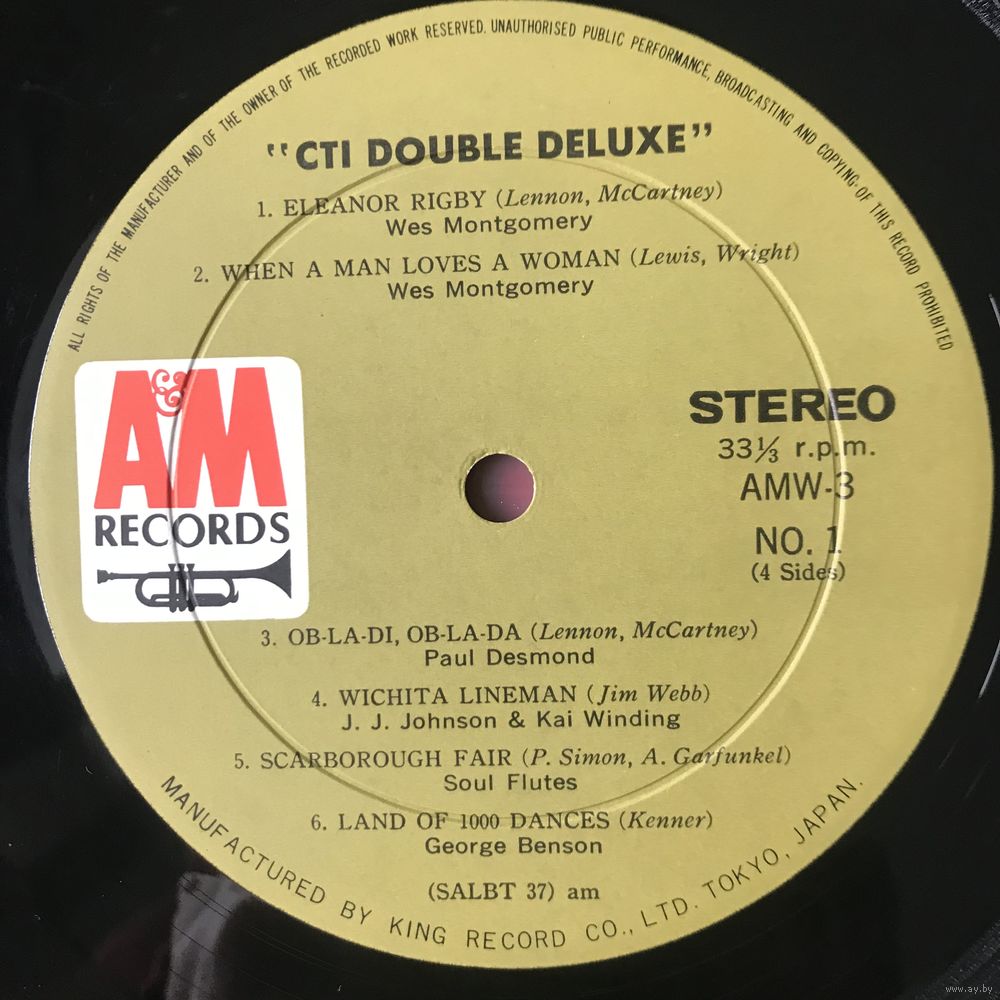 ALL RIGHTS OF THE MANUFACTURER AND OF THE OWNER OF THE RECORDED WORK RESERVED. UNAUTHORISED PUBLIC PERFORMANCE, BROADCASTING AND COPYING OF THIS RECORD PROHIBITED
"CTI DOUBLE DELUXE"
1. ELEANOR RIGBY (Lennon, McCartney)
Wes Montgomery
2. WHEN A MAN LOVES A WOMAN (Lewis, Wright)
Wes Montgomery
A&M
RECORDS
STEREO
33⅓ r.p.m.
AMW-3
NO. 1
(4 Sides)
3. OB-LA-DI, OB-LA-DA (Lennon, McCartney)
Paul Desmond
4. WICHITA LINEMAN (Jim Webb)
J. J. Johnson & Kai Winding
5. SCARBOROUGH FAIR (P. Simon, A. Garfunkel)
Soul Flutes
6. LAND OF 1000 DANCES (Kenner)
George Benson
(SALBT 37) am
MANUFACTURED BY KING RECORD CO., LTD. TOKYO, JAPAN.
www.ay.by